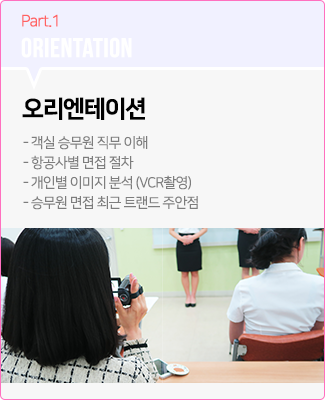 Part.1
ORIENTATION
오리엔테이션
- 객실 승무원 직무 이해
- 항공사별 면접 절차
- 개인별 이미지 분석 (VCR촬영)
- 승무원 면접 최근 트랜드 주안점